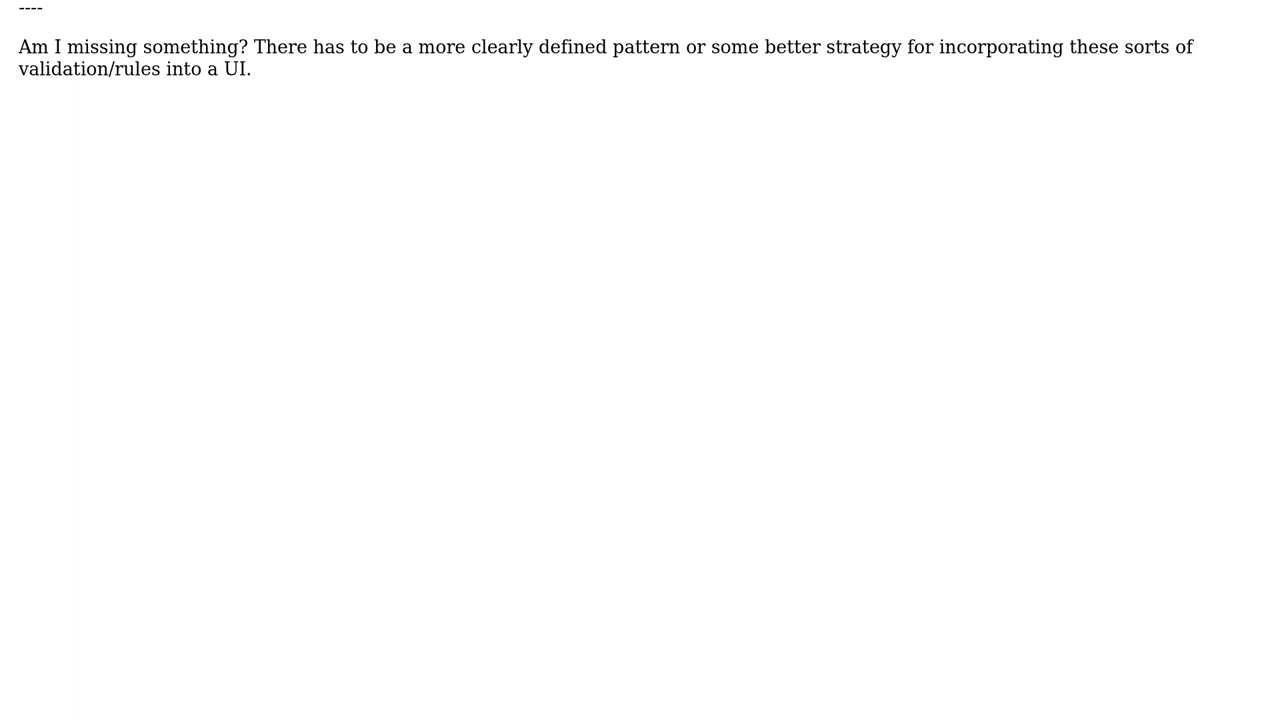 ----
Am I missing something? There has to be a more clearly defined pattern or some better strategy for incorporating these sorts of
validation/rules into a UI.